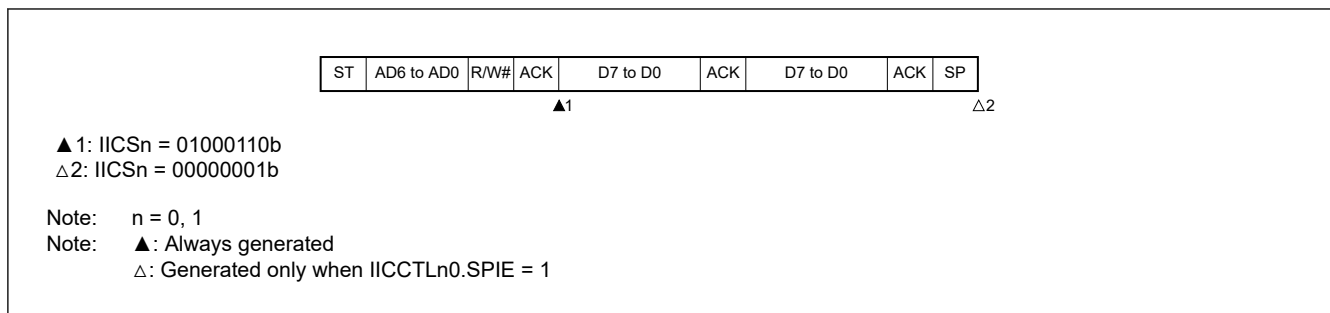 ST AD6 to AD0 R/W# ACK D7 to D0 ACK D7 to D0 ACK SP
▲1 △2
▲1: IICSn = 01000110b
△2: IICSn = 00000001b
Note: n = 0, 1
Note: ▲: Always generated
△: Generated only when IICCTLn0.SPIE = 1